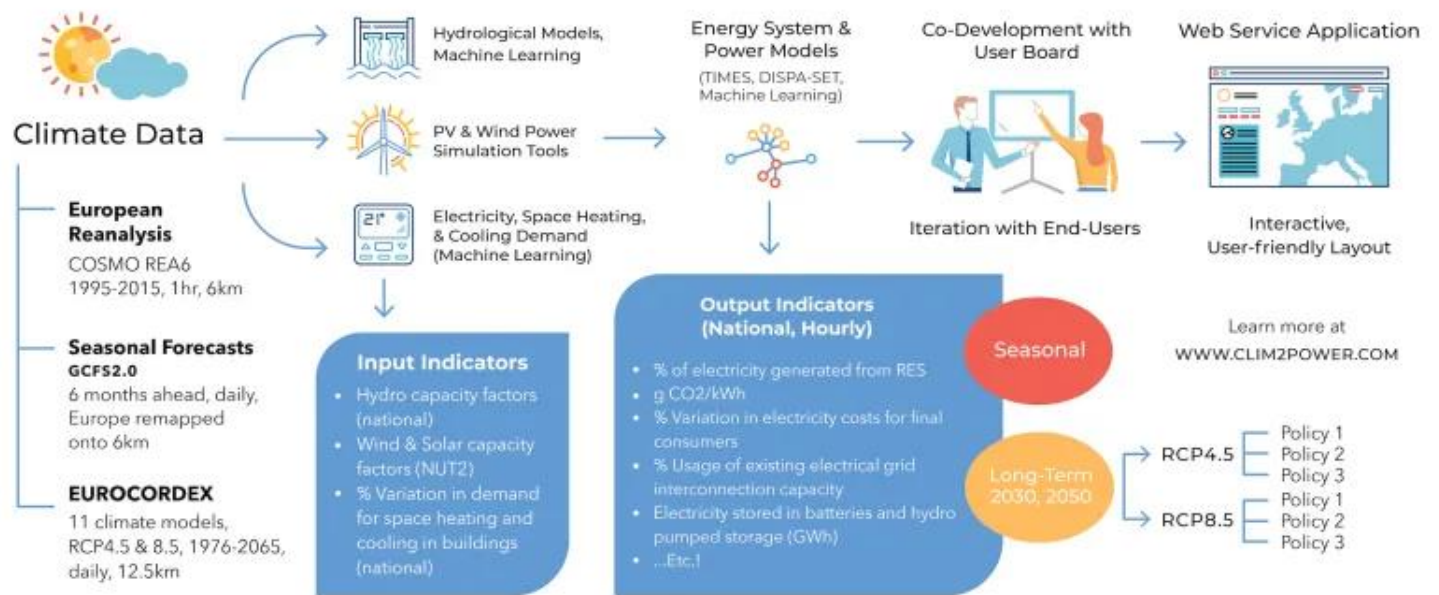 Climate Data
European
Reanalysis
COSMO REA6
1995-2015, 1hr, 6km
Seasonal Forecasts
GCFS2.0
6 months ahead, daily,
Europe remapped
onto 6km
EUROCORDEX
11 climate models,
RCP4.5 & 8.5, 1976-2065,
daily, 12.5km
Hydrological Models,
Machine Learning
PV & Wind Power
Simulation Tools
21°
Electricity, Space Heating,
& Cooling Demand
(Machine Learning)
Input Indicators
• Hydro capacity factors
(national)
• Wind & Solar capacity
factors (NUT2)
• % Variation in demand
for space heating and
cooling in buildings
(national)
Energy System &
Power Models
(TIMES, DISPA-SET,
Machine Learning)
Output Indicators
(National, Hourly)
• % of electricity generated from RES
• g CO2/kWh
• % Variation in electricity costs for final
consumers
• % Usage of existing electrical grid
interconnection capacity
• Electricity stored in batteries and hydro
pumped storage (GWh)
• ...Etc.!
Co-Development with
User Board
Iteration with End-Users
Web Service Application
Interactive,
User-friendly Layout
Learn more at
WWW.CLIM2POWER.COM
Seasonal
Long-Term
2030, 2050
RCP4.5
Policy 1
Policy 2
Policy 3
RCP8.5
Policy 1
Policy 2
Policy 3